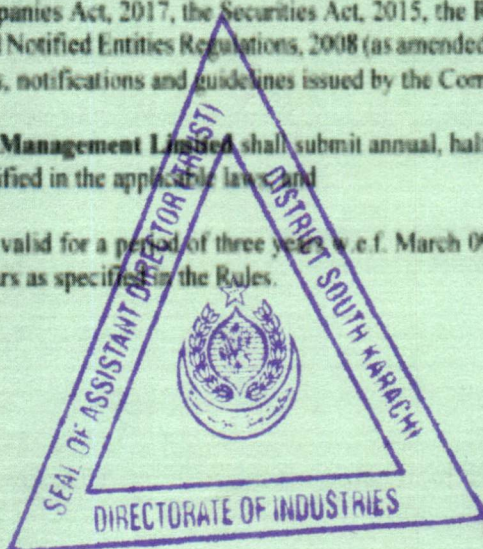 panies Act, 2017, the Securities Act, 2015, the R
l Notified Entities Regulations, 2008 (as amended
s, notifications and guidelines issued by the Com
Management Limited shall submit annual, hal
ified in the applicable laws; and
valid for a period of three years w.e.f. March 0
rs as specified in the Rules.
SEAL OF ASSISTANT DIRECTOR (TRUST)
DISTRICT SOUTH KARACHI
DIRECTORATE OF INDUSTRIES